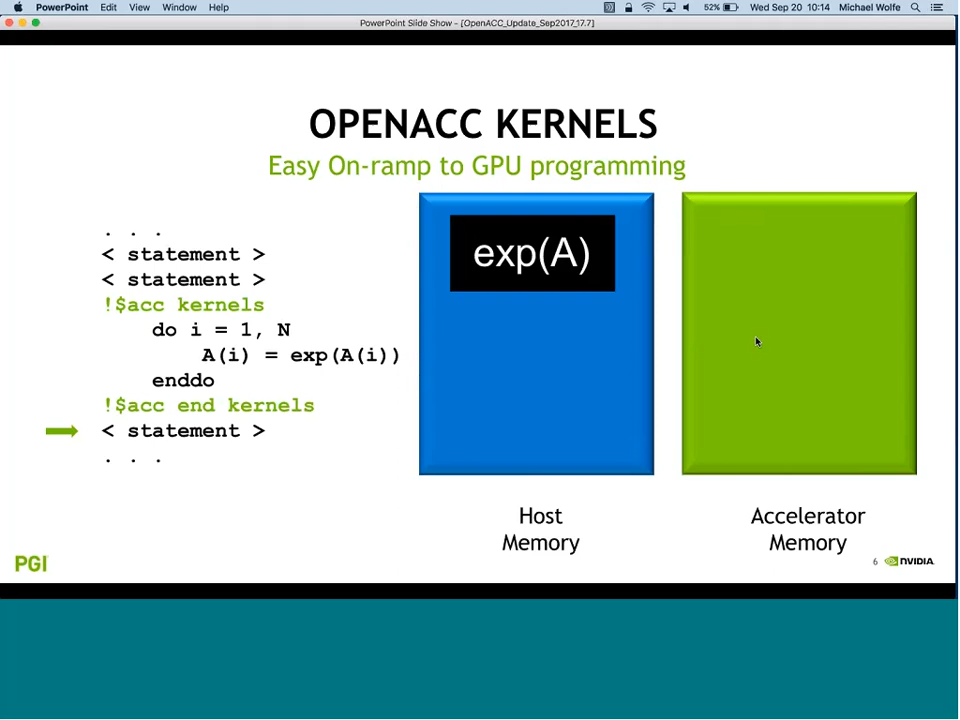 PowerPoint Edit View Window Help 52% Wed Sep 20 10:14 Michael Wolfe
PowerPoint Slide Show - [OpenACC_Update_Sep2017_17.7]
OPENACC KERNELS
Easy On-ramp to GPU programming
. . .
< statement >
< statement >
!$acc kernels
do i = 1, N
A(i) = exp(A(i))
enddo
!$acc end kernels
< statement >
. . .
exp(A)
Host
Memory
Accelerator
Memory
PGI
6 NVIDIA.